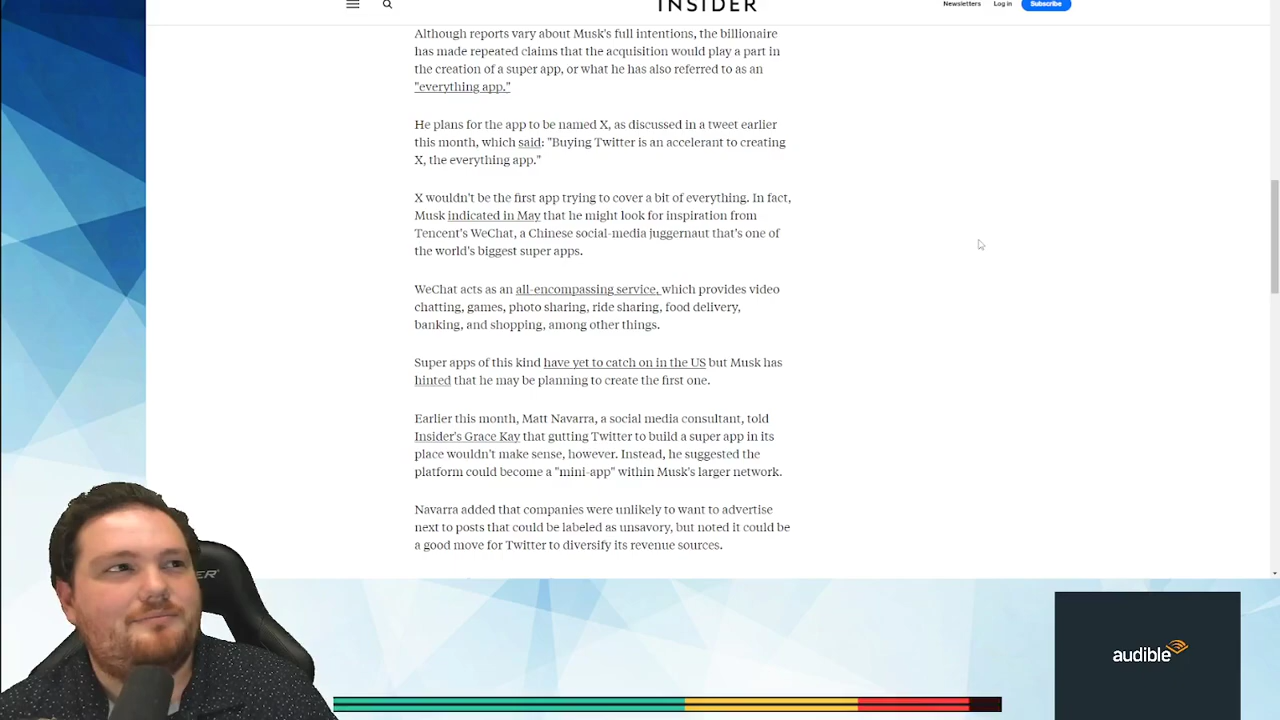 INSIDER
Newsletters
Log in
Subscribe
Although reports vary about Musk's full intentions, the billionaire
has made repeated claims that the acquisition would play a part in
the creation of a super app, or what he has also referred to as an
"everything app."
He plans for the app to be named X, as discussed in a tweet earlier
this month, which said: "Buying Twitter is an accelerant to creating
X, the everything app."
X wouldn't be the first app trying to cover a bit of everything. In fact,
Musk indicated in May that he might look for inspiration from
Tencent's WeChat, a Chinese social-media juggernaut that's one of
the world's biggest super apps.
WeChat acts as an all-encompassing service, which provides video
chatting, games, photo sharing, ride sharing, food delivery,
banking, and shopping, among other things.
Super apps of this kind have yet to catch on in the US but Musk has
hinted that he may be planning to create the first one.
Earlier this month, Matt Navarra, a social media consultant, told
Insider's Grace Kay that gutting Twitter to build a super app in its
place wouldn't make sense, however. Instead, he suggested the
platform could become a "mini-app" within Musk's larger network.
Navarra added that companies were unlikely to want to advertise
next to posts that could be labeled as unsavory, but noted it could be
a good move for Twitter to diversify its revenue sources.
audible